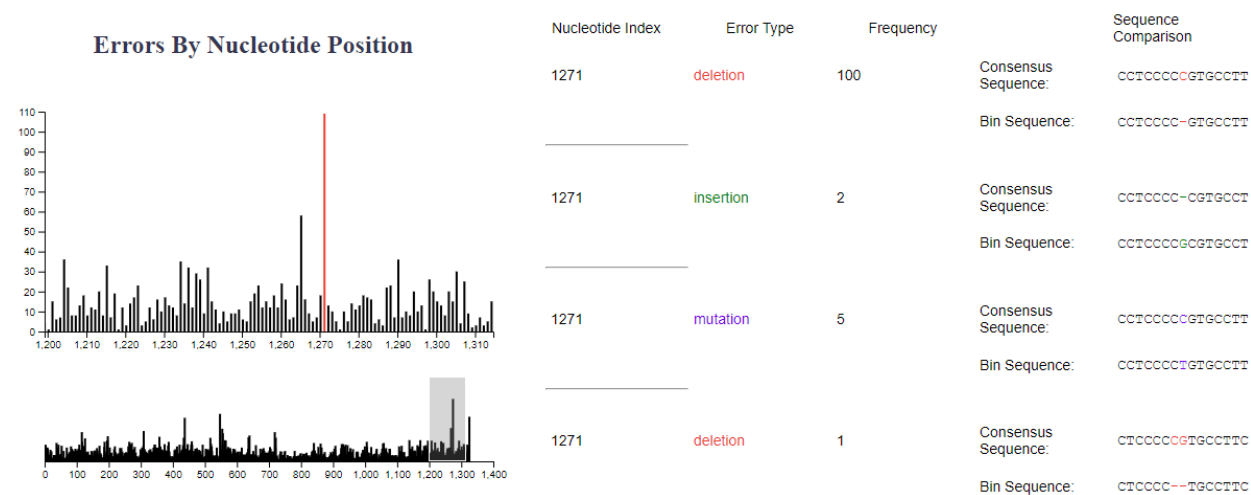 Errors By Nucleotide Position
110
100
90
80
70
60
50
40
30
20
10
0
1,200 1,210 1,220 1,230 1,240 1,250 1,260 1,270 1,280 1,290 1,300 1,310
0 100 200 300 400 500 600 700 800 900 1,000 1,100 1,200 1,300 1,400
Nucleotide Index Error Type Frequency Sequence
Comparison
1271 deletion 100 Consensus
Sequence: CCTCCCCCGTGCCTT
Bin Sequence: CCTCCCC-GTGCCTT
1271 insertion 2 Consensus
Sequence: CCTCCCC-CGTGCCT
Bin Sequence: CCTCCCCGCGTGCCT
1271 mutation 5 Consensus
Sequence: CCTCCCCCGTGCCTT
Bin Sequence: CCTCCCCTGTGCCTT
1271 deletion 1 Consensus
Sequence: CTCCCCCGTGCCTTC
Bin Sequence: CTCCCC--TGCCTTC